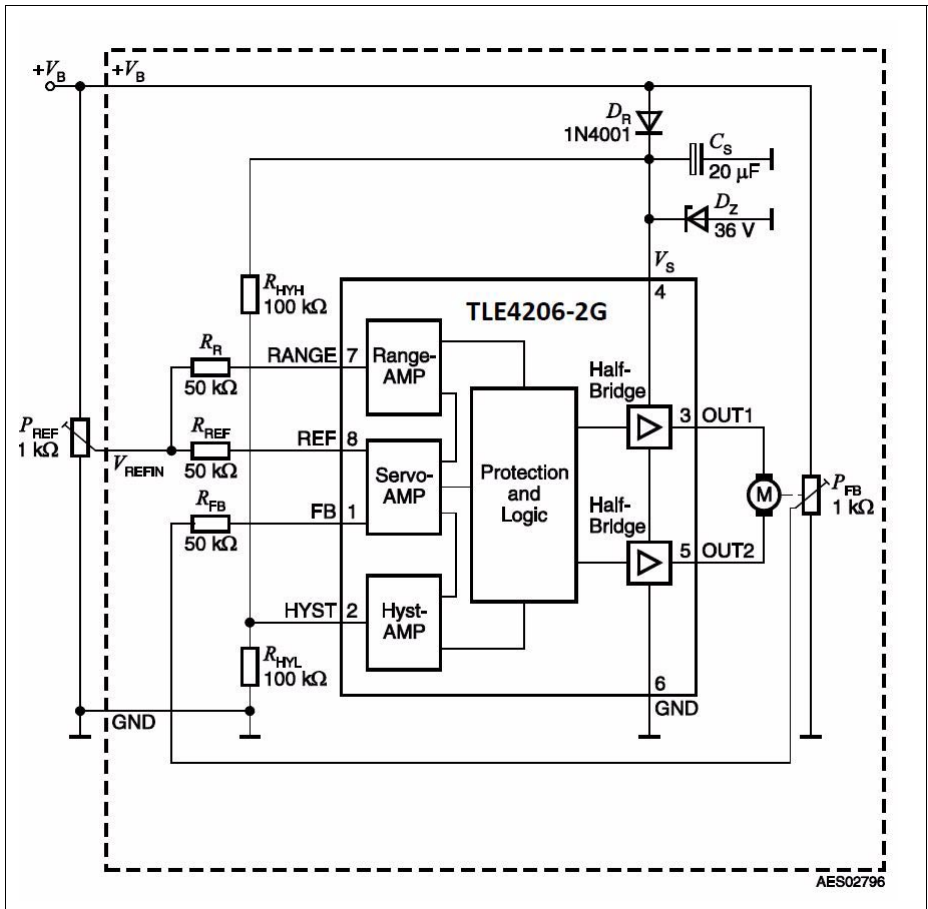 +VB
+VB
DR
1N4001
CS
20 μF
DZ
36 V
VS
4
RHYH
100 kΩ
TLE4206-2G
RR
50 kΩ
RANGE 7
Range-
AMP
Half-
Bridge
3 OUT1
PREF
1 kΩ
VREFIN
RREF
50 kΩ
REF 8
Servo-
AMP
Protection
and
Logic
M
PFB
1 kΩ
RFB
50 kΩ
FB 1
Half-
Bridge
5 OUT2
HYST 2
Hyst-
AMP
RHYL
100 kΩ
6
GND
GND
AES02796